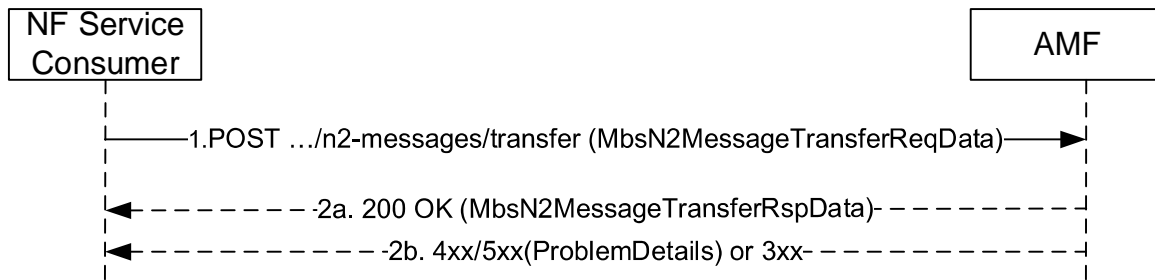 NF Service
Consumer
AMF
1.POST …/n2-messages/transfer (MbsN2MessageTransferReqData)
2a. 200 OK (MbsN2MessageTransferRspData)
2b. 4xx/5xx(ProblemDetails) or 3xx